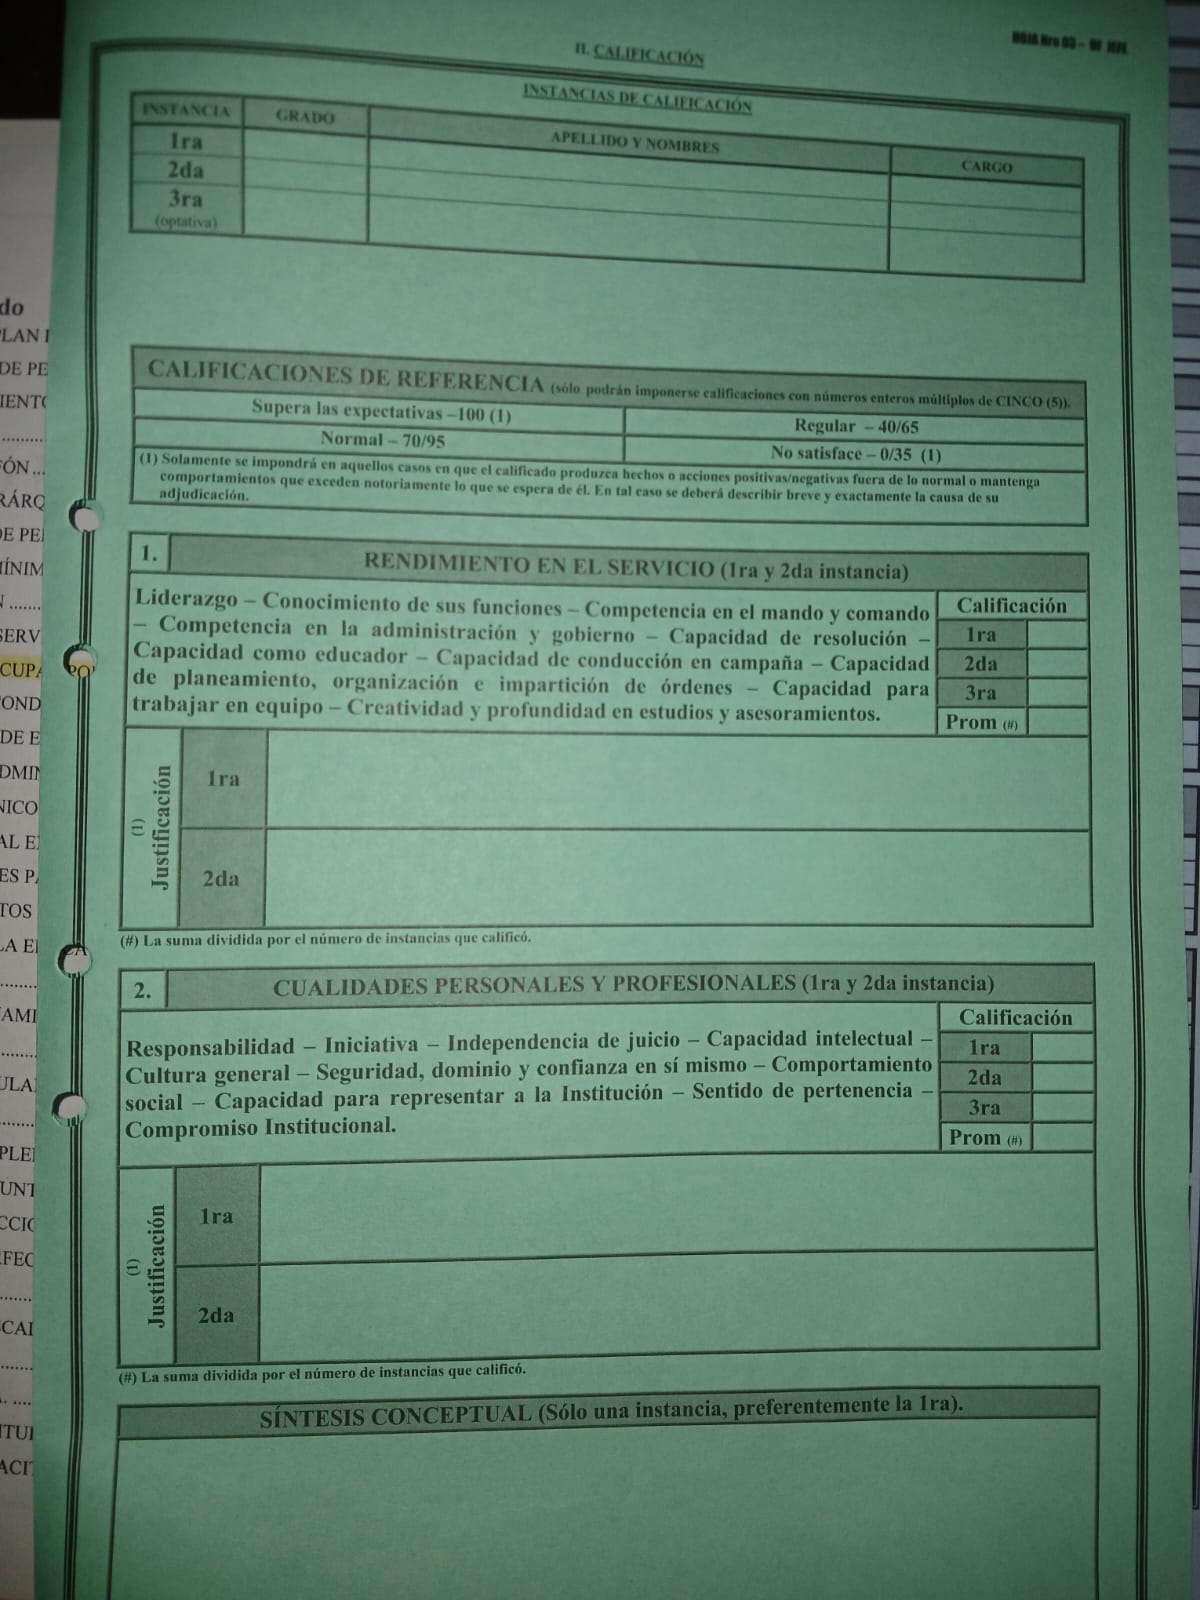 HOJA Nro 03 – OF JEFE
II. CALIFICACIÓN
INSTANCIAS DE CALIFICACIÓN
INSTANCIA GRADO APELLIDO Y NOMBRES CARGO
1ra
2da
3ra
(optativa)
CALIFICACIONES DE REFERENCIA (sólo podrán imponerse calificaciones con números enteros múltiplos de CINCO (5)).
Supera las expectativas –100 (1) Regular – 40/65
Normal – 70/95 No satisface – 0/35 (1)
(1) Solamente se impondrá en aquellos casos en que el calificado produzca hechos o acciones positivas/negativas fuera de lo normal o mantenga
comportamientos que exceden notoriamente lo que se espera de él. En tal caso se deberá describir breve y exactamente la causa de su
adjudicación.
1. RENDIMIENTO EN EL SERVICIO (1ra y 2da instancia)
Liderazgo – Conocimiento de sus funciones – Competencia en el mando y comando
– Competencia en la administración y gobierno – Capacidad de resolución –
Capacidad como educador – Capacidad de conducción en campaña – Capacidad
de planeamiento, organización e impartición de órdenes – Capacidad para
trabajar en equipo – Creatividad y profundidad en estudios y asesoramientos.
Calificación
1ra
2da
3ra
Prom (#)
(1)
Justificación
1ra
2da
(#) La suma dividida por el número de instancias que calificó.
2. CUALIDADES PERSONALES Y PROFESIONALES (1ra y 2da instancia)
Responsabilidad – Iniciativa – Independencia de juicio – Capacidad intelectual –
Cultura general – Seguridad, dominio y confianza en sí mismo – Comportamiento
social – Capacidad para representar a la Institución – Sentido de pertenencia –
Compromiso Institucional.
Calificación
1ra
2da
3ra
Prom (#)
(1)
Justificación
1ra
2da
(#) La suma dividida por el número de instancias que calificó.
SÍNTESIS CONCEPTUAL (Sólo una instancia, preferentemente la 1ra).